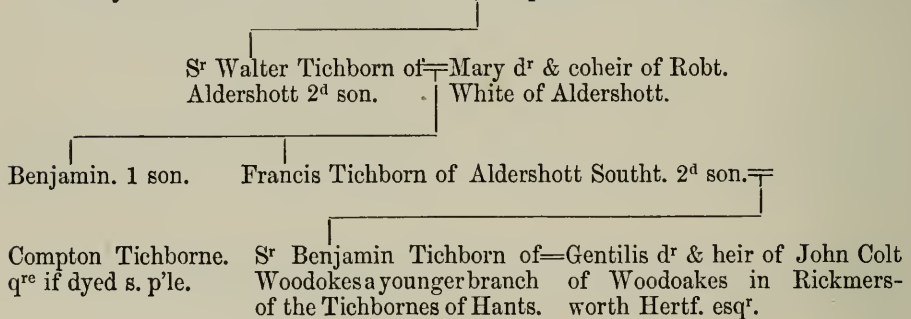 Sʳ Walter Tichborn of=Mary dʳ & coheir of Robt.
Aldershott 2ᵈ son. White of Aldershott.
Benjamin. 1 son. Francis Tichborn of Aldershott Southt. 2ᵈ son.=
Compton Tichborne. Sʳ Benjamin Tichborn of=Gentilis dʳ & heir of John Colt
qʳᵉ if dyed s. p'le. Woodokes a younger branch of Woodoakes in Rickmers-
of the Tichbornes of Hants. worth Hertf. esqʳ.